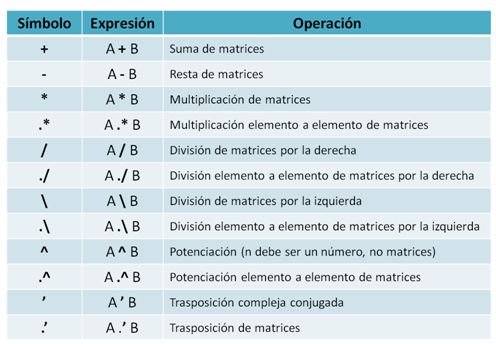 Símbolo Expresión Operación
+ A + B Suma de matrices
- A - B Resta de matrices
* A * B Multiplicación de matrices
.* A .* B Multiplicación elemento a elemento de matrices
/ A / B División de matrices por la derecha
./ A ./ B División elemento a elemento de matrices por la derecha
\ A \ B División de matrices por la izquierda
.\ A .\ B División elemento a elemento de matrices por la izquierda
^ A ^ B Potenciación (n debe ser un número, no matrices)
.^ A .^ B Potenciación elemento a elemento de matrices
’ A ’ B Trasposición compleja conjugada
.’ A .’ B Trasposición de matrices